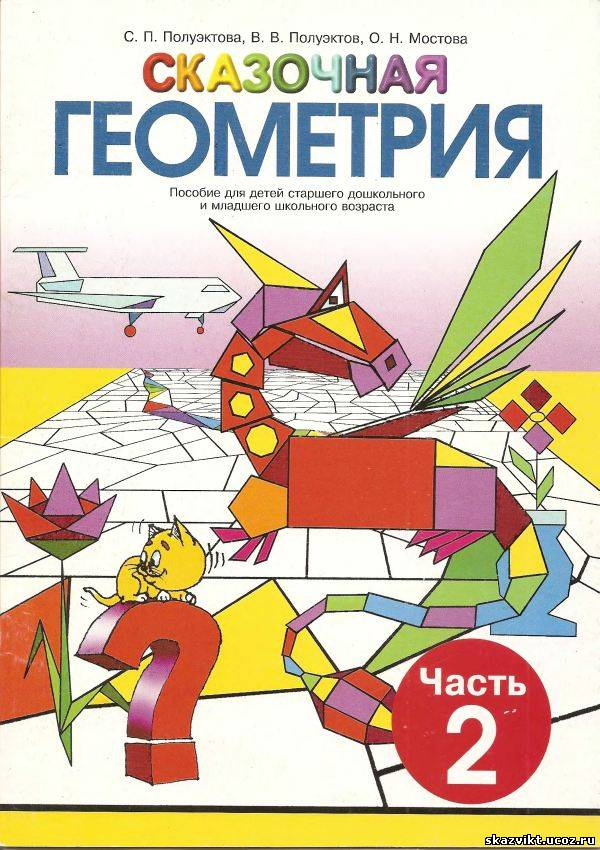 С. П. Полуэктова, В. В. Полуэктов, О. Н. Мостова
СКАЗОЧНАЯ
ГЕОМЕТРИЯ
Пособие для детей старшего дошкольного
и младшего школьного возраста
?
Часть
2
skazvikt.ucoz.ru